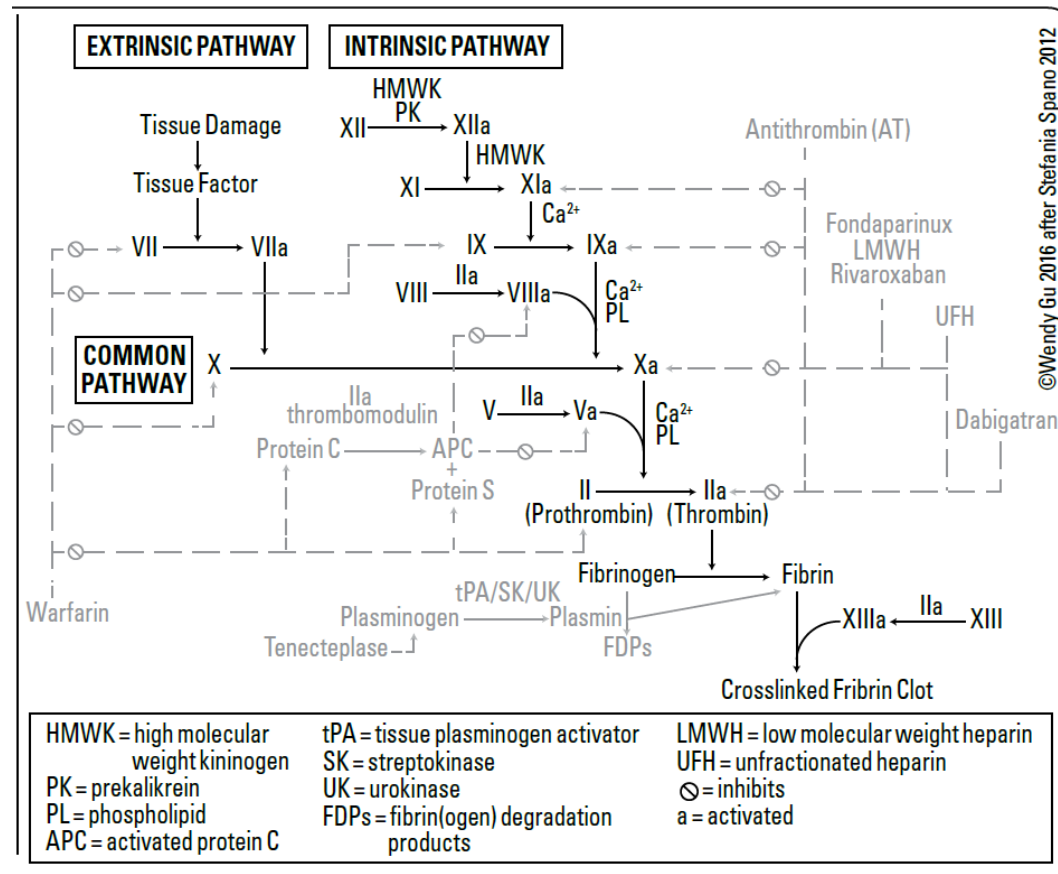 EXTRINSIC PATHWAY
INTRINSIC PATHWAY
©Wendy Gu 2016 after Stefania Spano 2012
HMWK
PK
XII
XIIa
Tissue Damage
Antithrombin (AT)
HMWK
Tissue Factor
XI
XIa
Ca²⁺
Fondaparinux
LMWH
Rivaroxaban
VII
VIIa
IX
IXa
IIa
VIII
VIIIa
Ca²⁺
PL
UFH
COMMON
PATHWAY
X
Xa
IIa
thrombomodulin
IIa
V
Va
Ca²⁺
PL
Dabigatran
Protein C
APC
+
Protein S
II
(Prothrombin)
IIa
(Thrombin)
Fibrinogen
Fibrin
tPA/SK/UK
Warfarin
Plasminogen
Plasmin
XIIIa
IIa
XIII
Tenecteplase
FDPs
Crosslinked Fribrin Clot
HMWK = high molecular
weight kininogen
PK = prekalikrein
PL = phospholipid
APC = activated protein C
tPA = tissue plasminogen activator
SK = streptokinase
UK = urokinase
FDPs = fibrin(ogen) degradation
products
LMWH = low molecular weight heparin
UFH = unfractionated heparin
= inhibits
a = activated